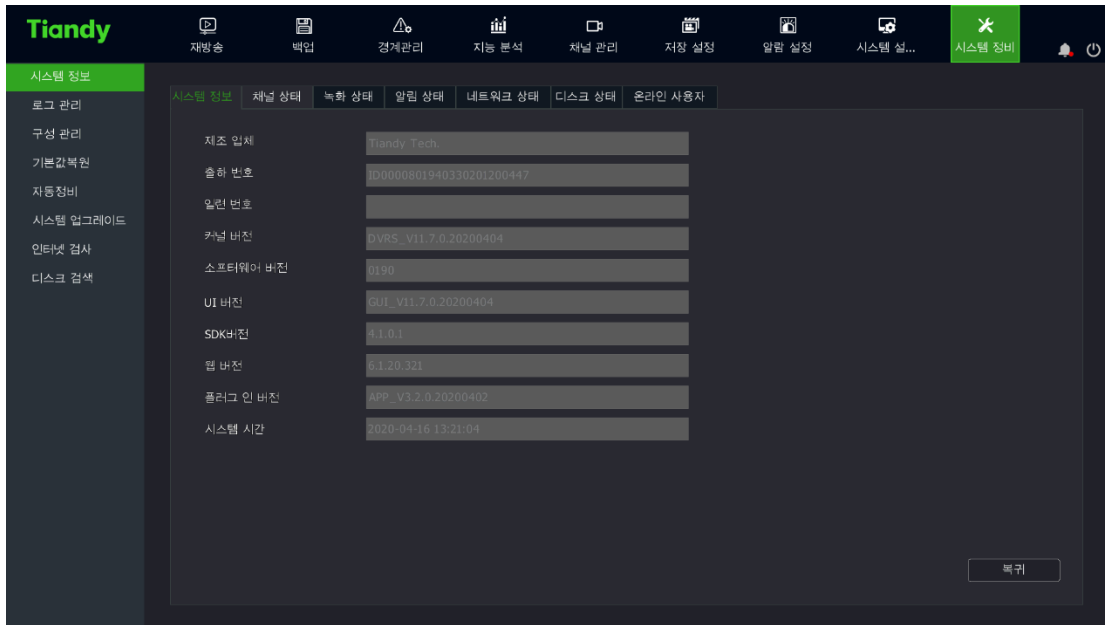 Tiandy
재방송
백업
경계관리
지능 분석
채널 관리
저장 설정
알람 설정
시스템 설...
시스템 정비
시스템 정보
로그 관리
구성 관리
기본값복원
자동정비
시스템 업그레이드
인터넷 검사
디스크 검색
시스템 정보 채널 상태 녹화 상태 알림 상태 네트워크 상태 디스크 상태 온라인 사용자
제조 업체 Tiandy Tech.
출하 번호 ID0000801940330201200447
일련 번호
커널 버전 DVRS_V11.7.0.20200404
소프터웨어 버전 0190
UI 버전 GUI_V11.7.0.20200404
SDK버전 4.1.0.1
웹 버전 6.1.20.321
플러그 인 버전 APP_V3.2.0.20200402
시스템 시간 2020-04-16 13:21:04
복귀